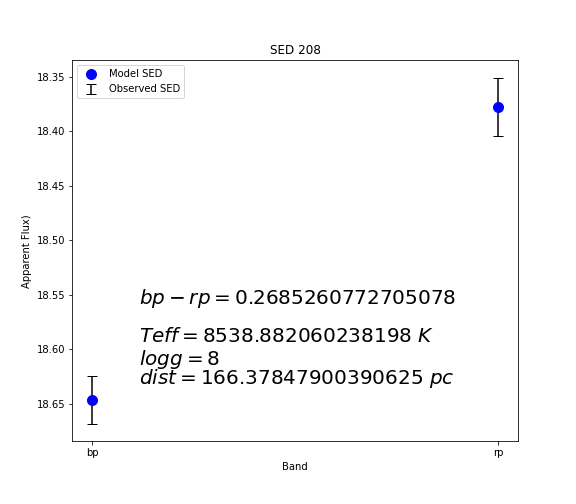 SED 208
Model SED
Observed SED
18.35
18.40
18.45
18.50
18.55
18.60
18.65
Apparent Flux)
bp − rp = 0.2685260772705078
Teff = 8538.882060238198 K
logg = 8
dist = 166.37847900390625 pc
bp
rp
Band